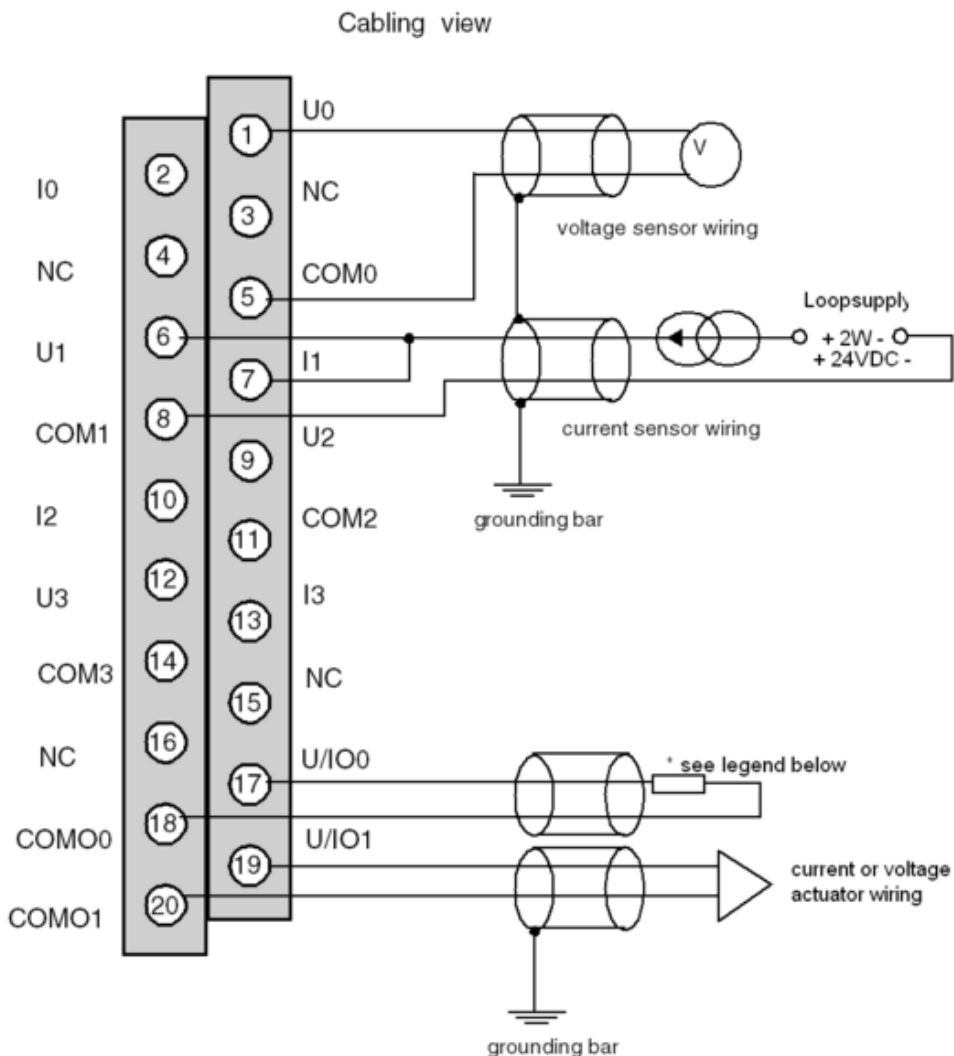 Cabling view
U0
1
2
I0
NC
3
4
NC
COM0
5
6
U1
I1
7
8
COM1
U2
9
10
I2
COM2
11
12
U3
I3
13
14
COM3
NC
15
16
NC
U/IO0
17
18
COMO0
U/IO1
19
20
COMO1
V
voltage sensor wiring
Loopsupply
+ 2W -
+ 24VDC -
current sensor wiring
grounding bar
* see legend below
current or voltage
actuator wiring
grounding bar